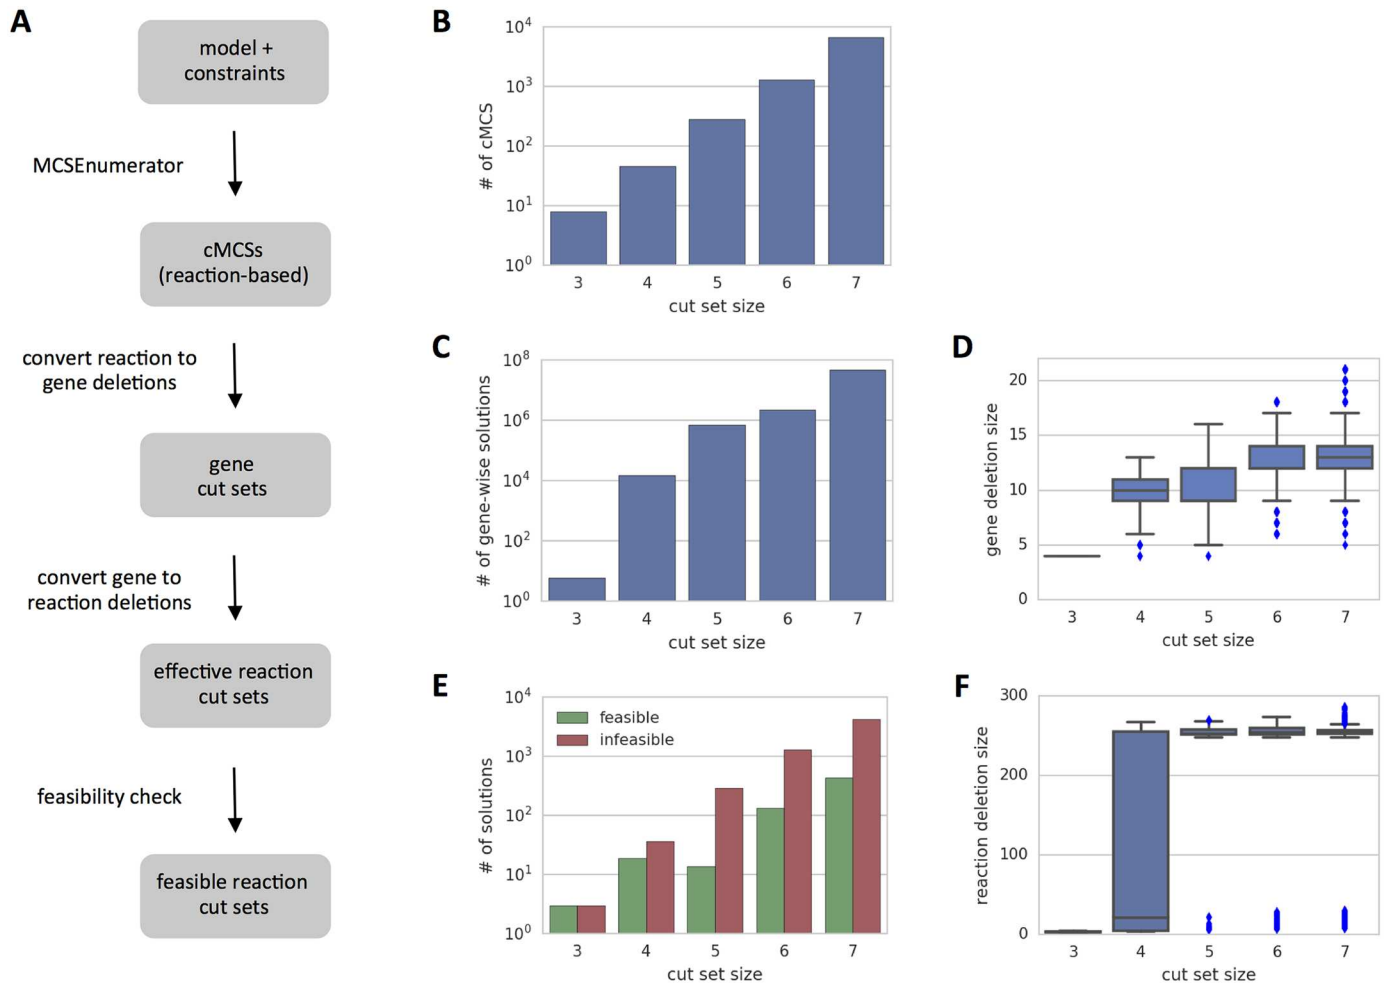 A
model +
constraints
MCSEnumerator
cMCSs
(reaction-based)
convert reaction to
gene deletions
gene
cut sets
convert gene to
reaction deletions
effective reaction
cut sets
feasibility check
feasible reaction
cut sets
B
10^4
10^3
10^2
10^1
10^0
# of cMCS
3 4 5 6 7
cut set size
C
10^8
10^6
10^4
10^2
10^0
# of gene-wise solutions
3 4 5 6 7
cut set size
D
20
15
10
5
0
gene deletion size
3 4 5 6 7
cut set size
E
10^4
10^3
10^2
10^1
10^0
# of solutions
feasible
infeasible
3 4 5 6 7
cut set size
F
300
200
100
0
reaction deletion size
3 4 5 6 7
cut set size